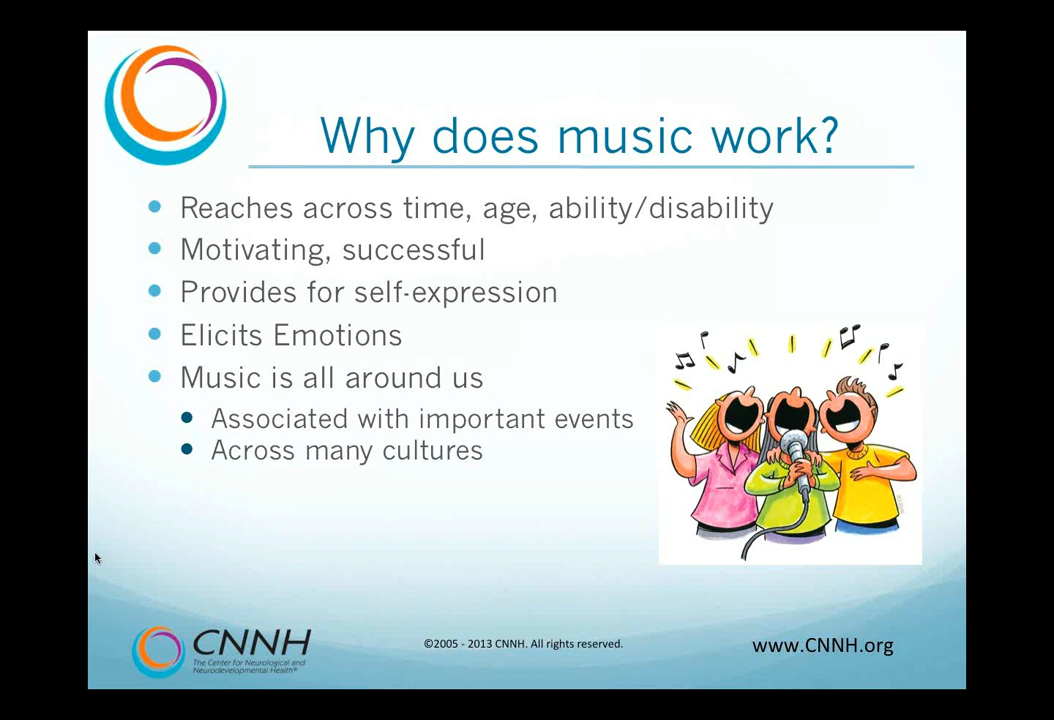 Why does music work?
Reaches across time, age, ability/disability
Motivating, successful
Provides for self-expression
Elicits Emotions
Music is all around us
Associated with important events
Across many cultures
CNNH
The Center for Neurological and
Neurodevelopmental Health®
©2005 - 2013 CNNH. All rights reserved.
www.CNNH.org